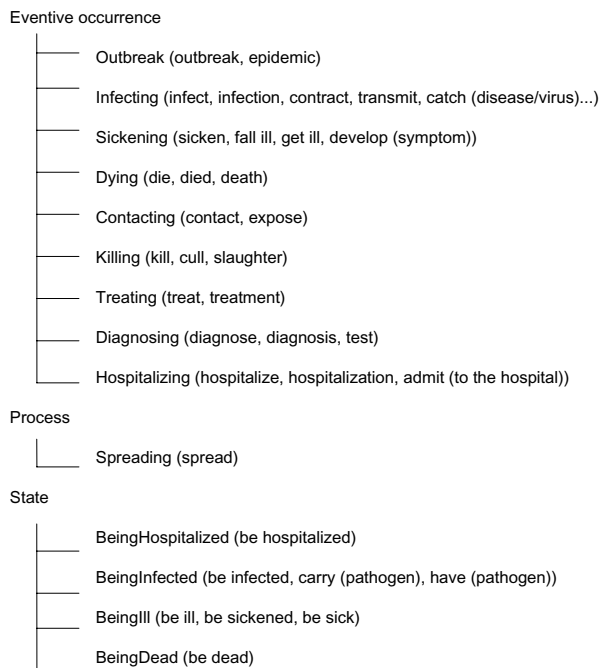 Eventive occurrence
Outbreak (outbreak, epidemic)
Infecting (infect, infection, contract, transmit, catch (disease/virus)...)
Sickening (sicken, fall ill, get ill, develop (symptom))
Dying (die, died, death)
Contacting (contact, expose)
Killing (kill, cull, slaughter)
Treating (treat, treatment)
Diagnosing (diagnose, diagnosis, test)
Hospitalizing (hospitalize, hospitalization, admit (to the hospital))
Process
Spreading (spread)
State
BeingHospitalized (be hospitalized)
BeingInfected (be infected, carry (pathogen), have (pathogen))
BeingIll (be ill, be sickened, be sick)
BeingDead (be dead)